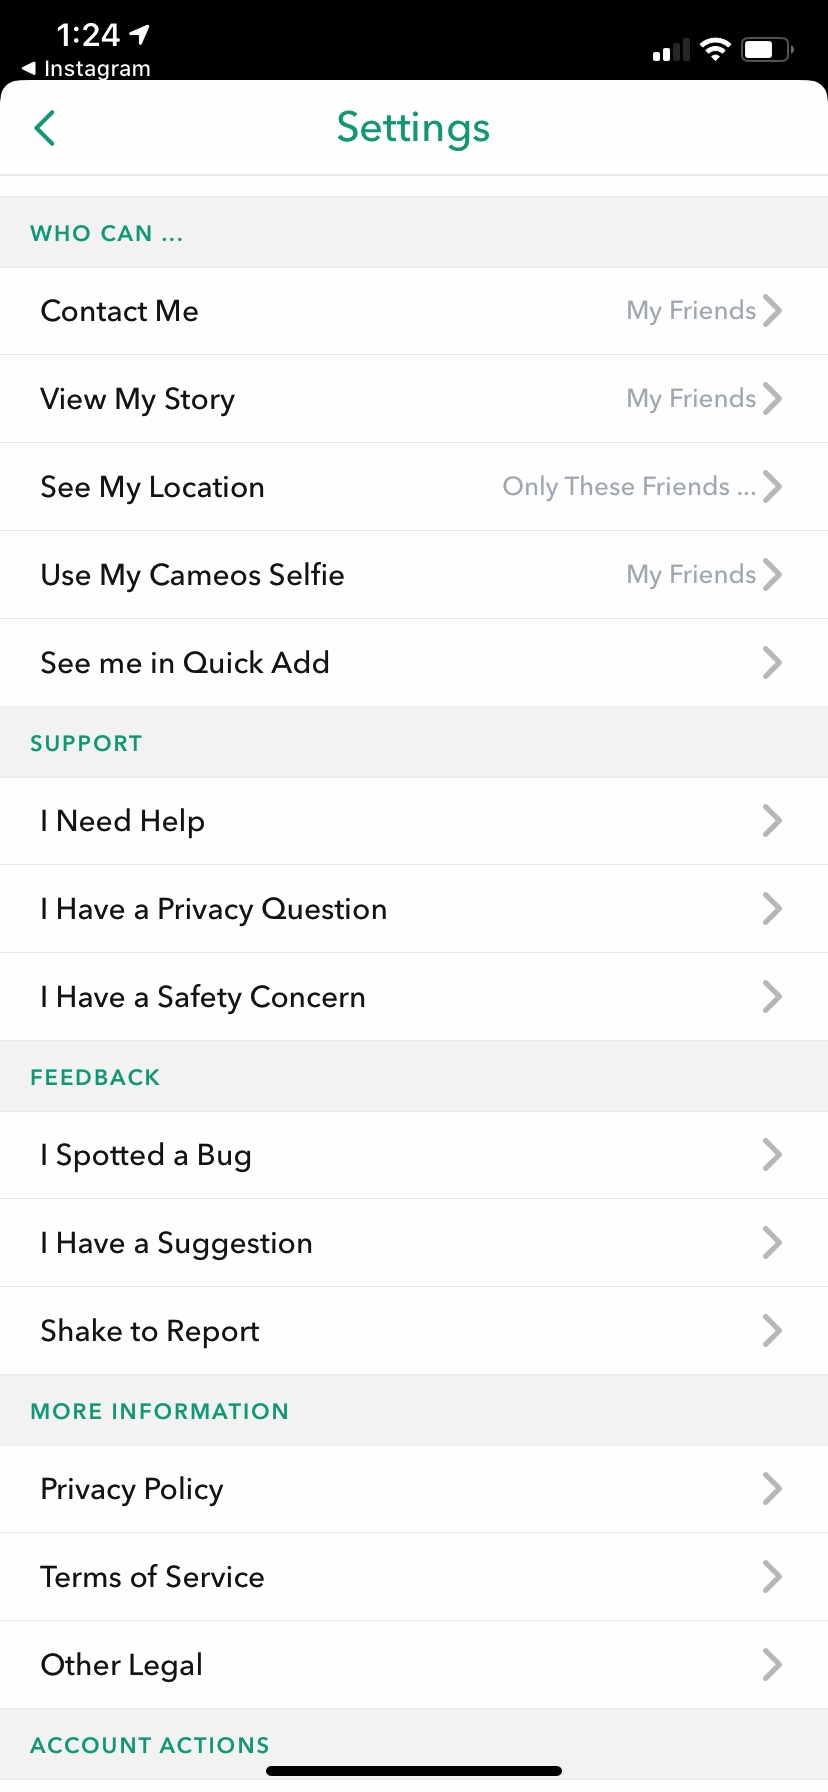 1:24
Instagram
Settings
WHO CAN ...
Contact Me My Friends
View My Story My Friends
See My Location Only These Friends ...
Use My Cameos Selfie My Friends
See me in Quick Add
SUPPORT
I Need Help
I Have a Privacy Question
I Have a Safety Concern
FEEDBACK
I Spotted a Bug
I Have a Suggestion
Shake to Report
MORE INFORMATION
Privacy Policy
Terms of Service
Other Legal
ACCOUNT ACTIONS